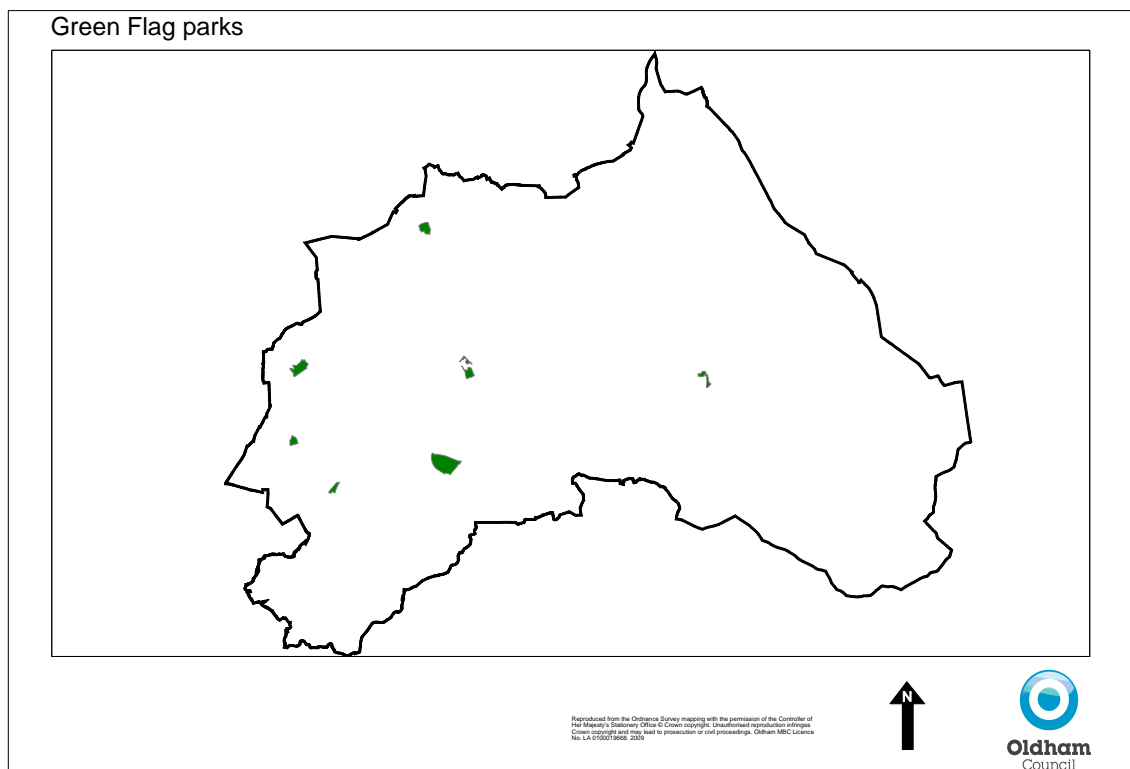 Green Flag parks
N
Reproduced from the Ordnance Survey mapping with the permission of the Controller of
Her Majesty's Stationery Office © Crown copyright. Unauthorised reproduction infringes
Crown copyright and may lead to prosecution or civil proceedings. Oldham MBC Licence
No. LA 0100019668. 2009
Oldham
Council